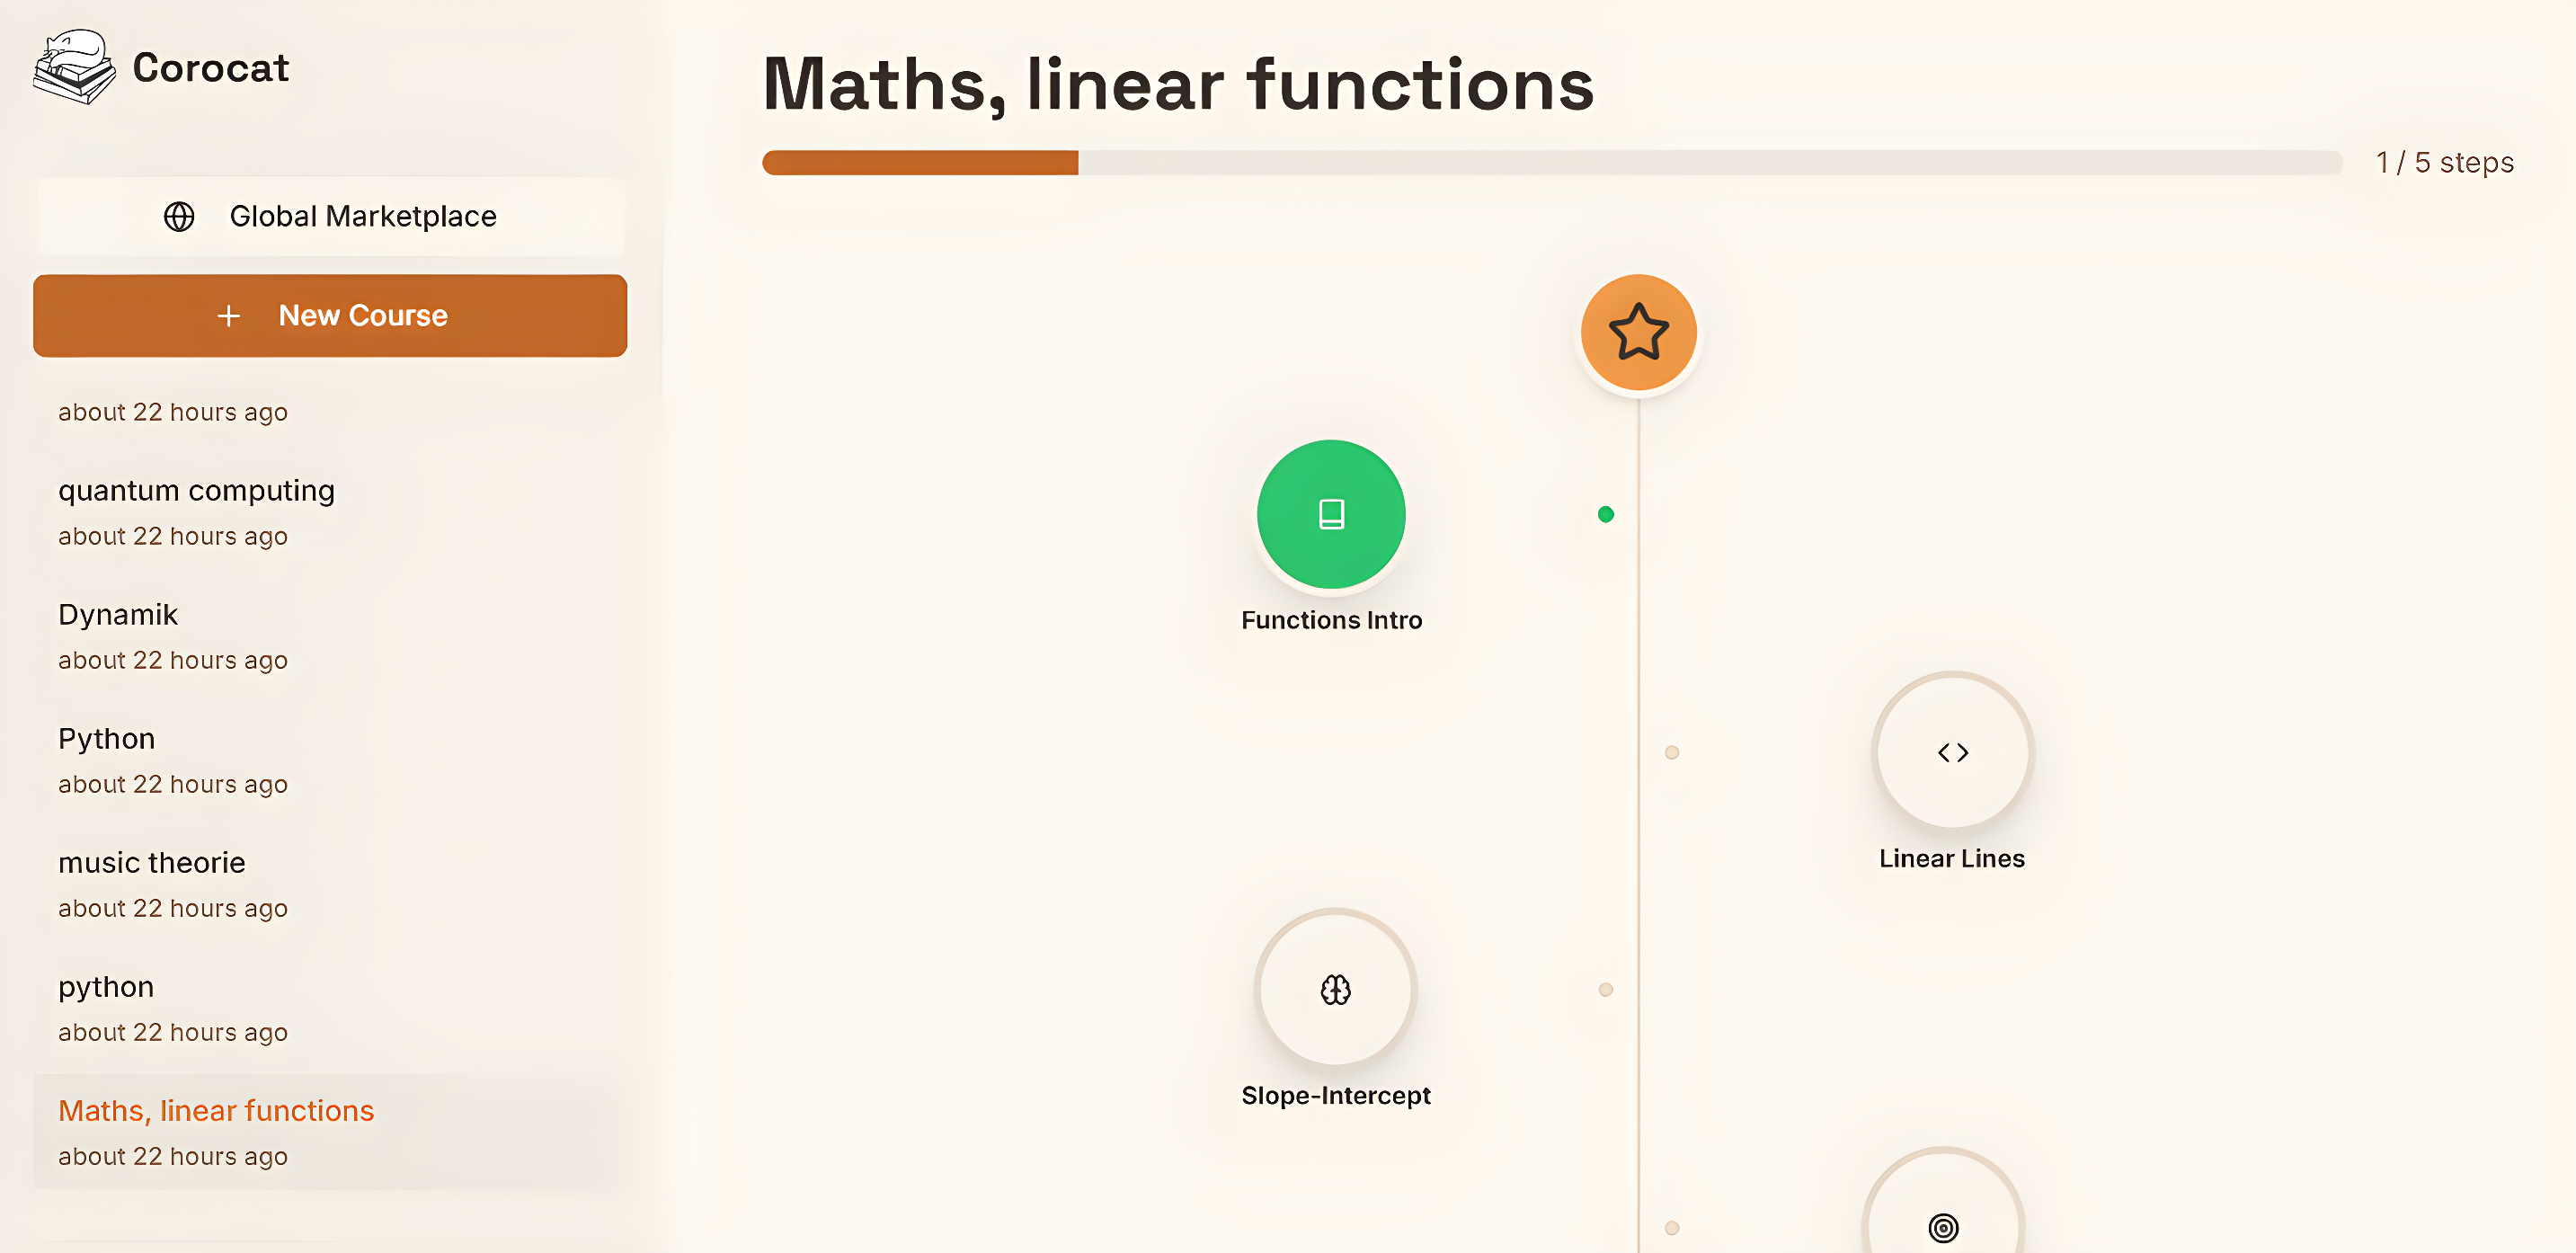 Corocat
Global Marketplace
New Course
about 22 hours ago
quantum computing
about 22 hours ago
Dynamik
about 22 hours ago
Python
about 22 hours ago
music theorie
about 22 hours ago
python
about 22 hours ago
Maths, linear functions
about 22 hours ago
Maths, linear functions
1 / 5 steps
Functions Intro
Linear Lines
Slope-Intercept